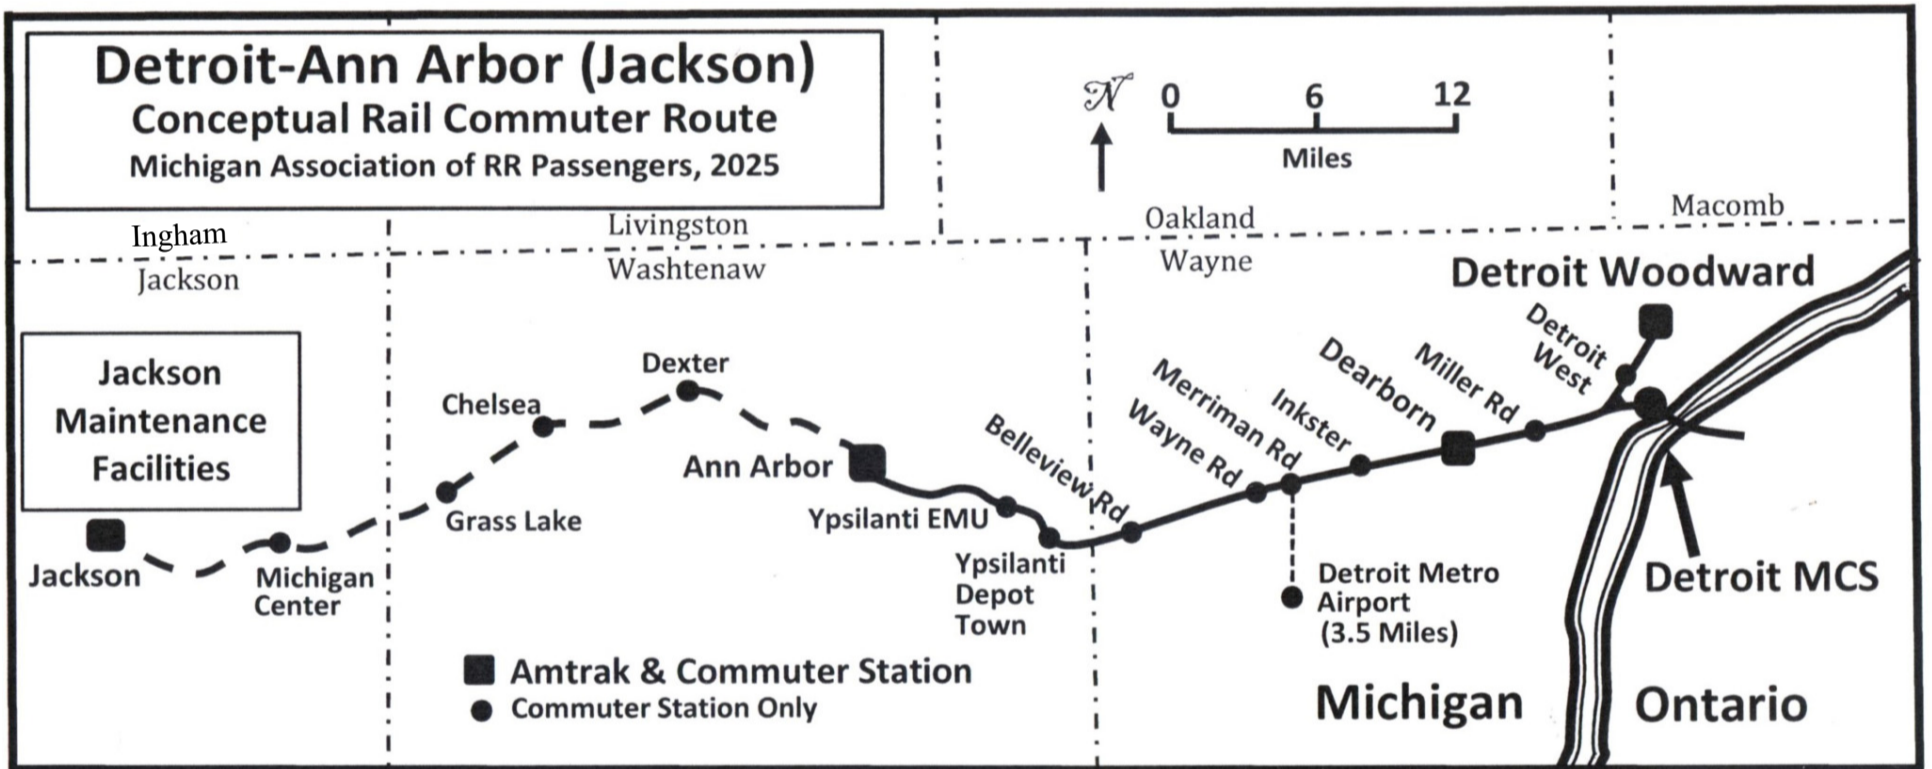 Detroit-Ann Arbor (Jackson)
Conceptual Rail Commuter Route
Michigan Association of RR Passengers, 2025
N
0 6 12
Miles
Ingham
Livingston
Oakland
Macomb
Jackson
Washtenaw
Wayne
Detroit Woodward
Jackson
Maintenance
Facilities
Jackson
Michigan
Center
Grass Lake
Chelsea
Dexter
Ann Arbor
Ypsilanti EMU
Ypsilanti
Depot
Town
Belleview Rd
Wayne Rd
Merriman Rd
Inkster
Dearborn
Miller Rd
Detroit
West
Detroit Metro
Airport
(3.5 Miles)
Detroit MCS
Amtrak & Commuter Station
Commuter Station Only
Michigan
Ontario